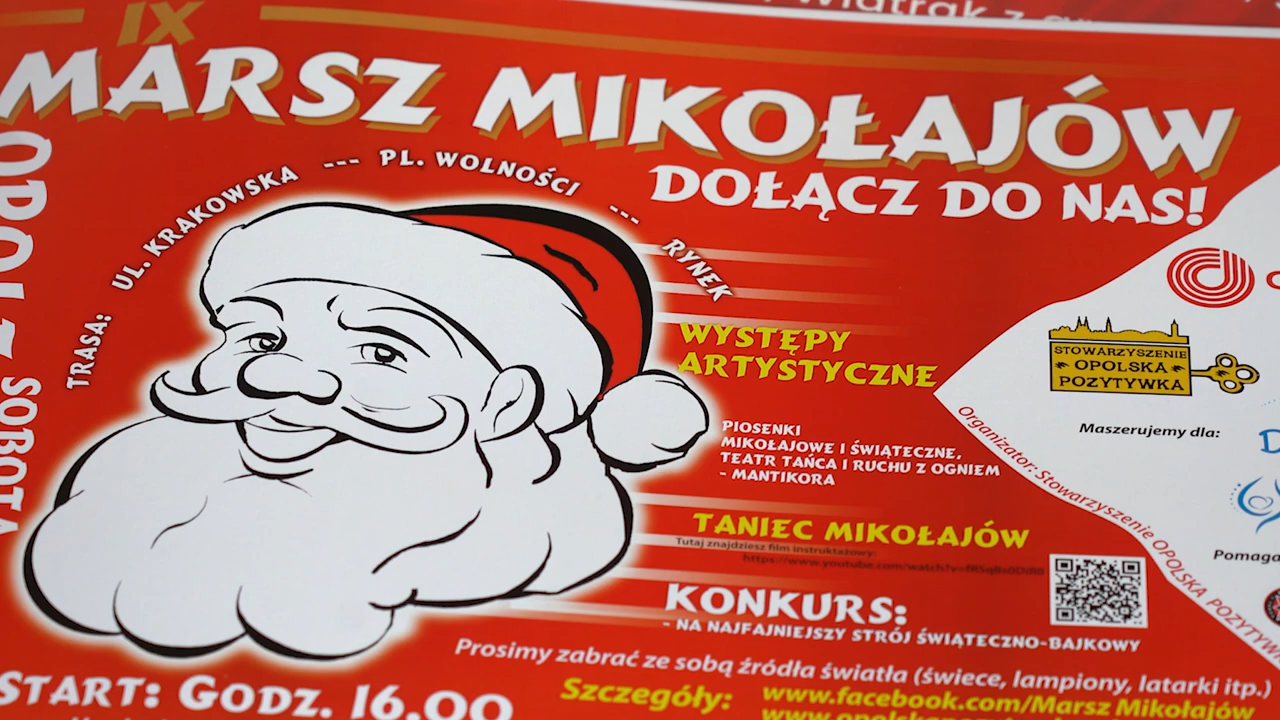 wiatrak z
IX
MARSZ MIKOŁAJÓW
DOŁĄCZ DO NAS!
SOBOTA
TRASA: UL. KRAKOWSKA --- PL. WOLNOŚCI --- RYNEK
WYSTĘPY
ARTYSTYCZNE
PIOSENKI
MIKOŁAJOWE I ŚWIĄTECZNE,
TEATR TAŃCA I RUCHU Z OGNIEM
- MANTIKORA
TANIEC MIKOŁAJÓW
Tutaj znajdziesz film instruktażowy:
KONKURS:
- NA NAJFAJNIEJSZY STRÓJ ŚWIĄTECZNO-BAJKOWY
Prosimy zabrać ze sobą źródła światła (świece, lampiony, latarki itp.)
START: GODZ. 16.00
Szczegóły: www.facebook.com/Marsz Mikołajów
STOWARZYSZENIE
OPOLSKA
POZYTYWKA
Maszerujemy dla:
Organizator: Stowarzyszenie OPOLSKA POZYTYW
Pomaga